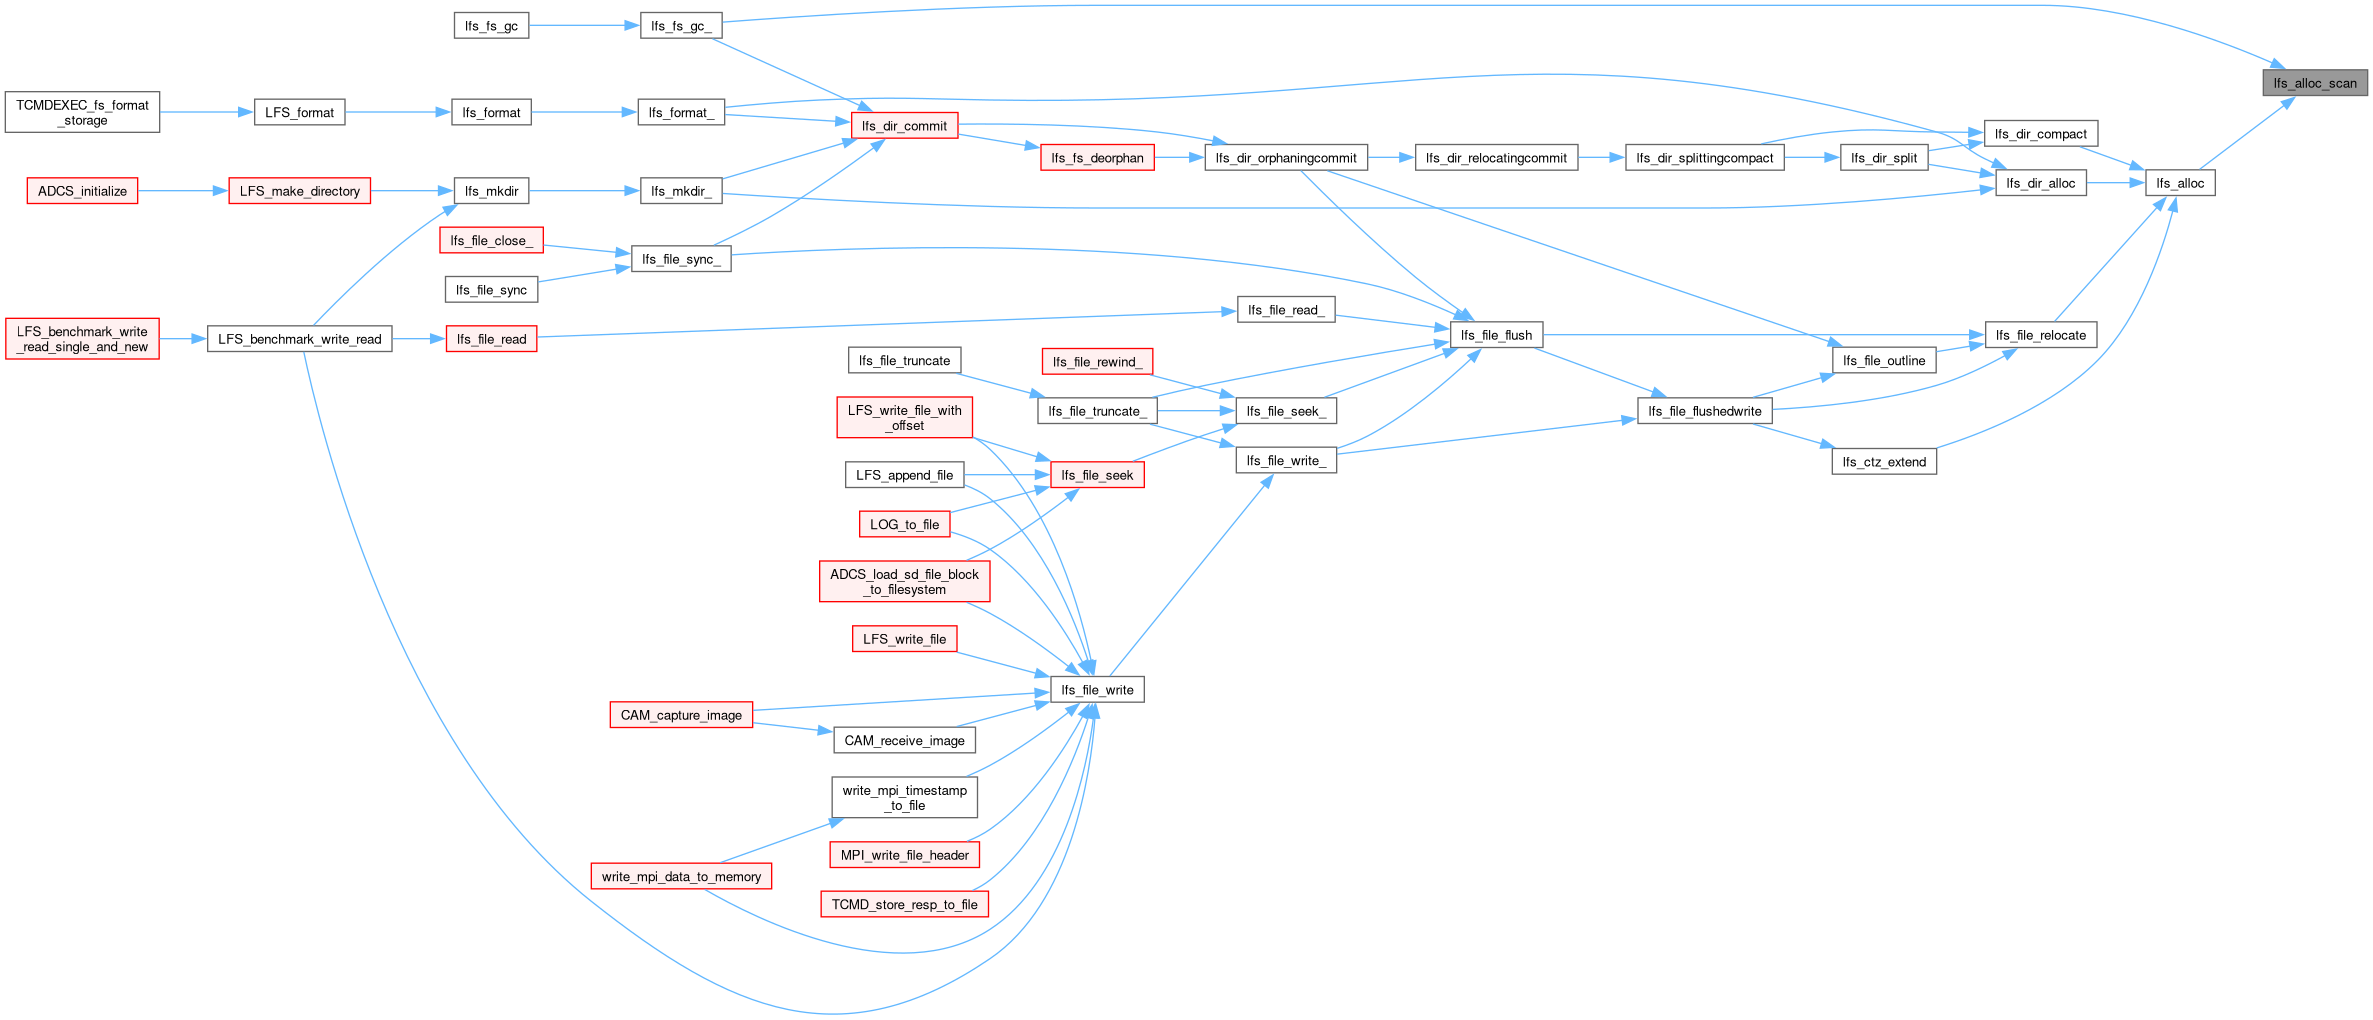 lfs_fs_gc
lfs_fs_gc_
lfs_alloc_scan
TCMDEXEC_fs_format
_storage
LFS_format
lfs_format
lfs_format_
lfs_dir_commit
lfs_fs_deorphan
lfs_dir_orphaningcommit
lfs_dir_relocatingcommit
lfs_dir_splittingcompact
lfs_dir_split
lfs_dir_compact
lfs_dir_alloc
lfs_alloc
ADCS_initialize
LFS_make_directory
lfs_mkdir
lfs_mkdir_
lfs_file_close_
lfs_file_sync_
lfs_file_sync
LFS_benchmark_write
_read_single_and_new
LFS_benchmark_write_read
lfs_file_read
lfs_file_read_
lfs_file_flush
lfs_file_relocate
lfs_file_outline
lfs_file_truncate
lfs_file_rewind_
lfs_file_truncate_
lfs_file_seek_
lfs_file_flushedwrite
LFS_write_file_with
_offset
lfs_file_write_
lfs_ctz_extend
LFS_append_file
lfs_file_seek
LOG_to_file
ADCS_load_sd_file_block
_to_filesystem
LFS_write_file
lfs_file_write
CAM_capture_image
CAM_receive_image
write_mpi_timestamp
_to_file
MPI_write_file_header
write_mpi_data_to_memory
TCMD_store_resp_to_file